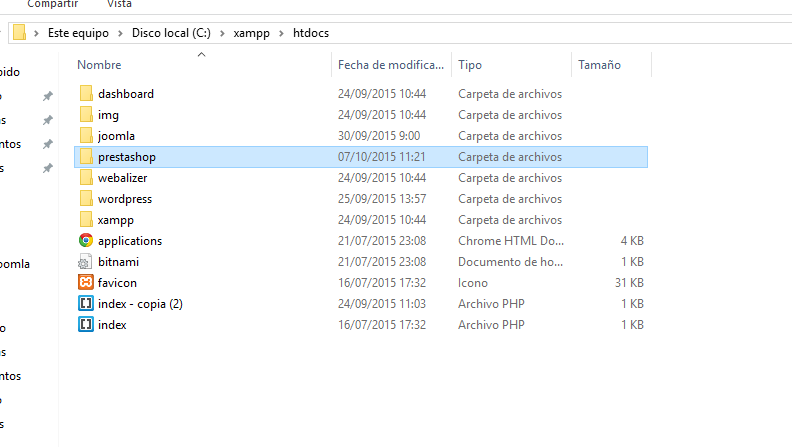 Compartir Vista
Este equipo Disco local (C:) xampp htdocs
Nombre Fecha de modifica... Tipo Tamaño
dashboard 24/09/2015 10:44 Carpeta de archivos
img 24/09/2015 10:44 Carpeta de archivos
joomla 30/09/2015 9:00 Carpeta de archivos
prestashop 07/10/2015 11:21 Carpeta de archivos
webalizer 24/09/2015 10:44 Carpeta de archivos
wordpress 25/09/2015 13:57 Carpeta de archivos
xampp 24/09/2015 10:44 Carpeta de archivos
applications 21/07/2015 23:08 Chrome HTML Do... 4 KB
bitnami 21/07/2015 23:08 Documento de ho... 1 KB
favicon 16/07/2015 17:32 Icono 31 KB
index - copia (2) 24/09/2015 11:03 Archivo PHP 1 KB
index 16/07/2015 17:32 Archivo PHP 1 KB